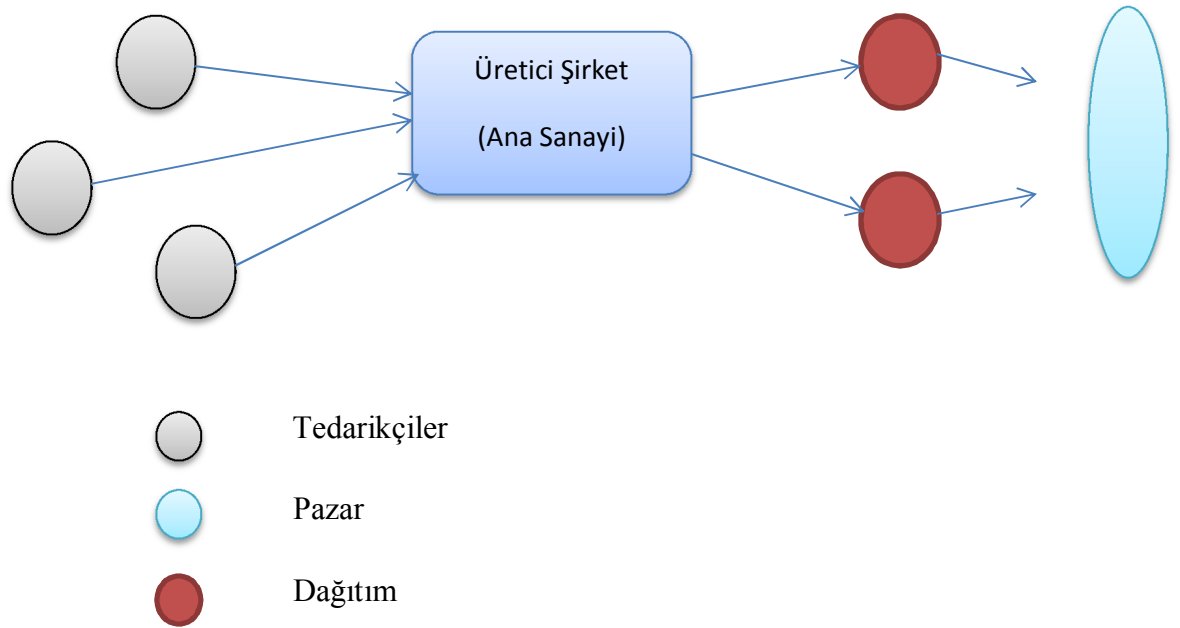 Üretici Şirket
(Ana Sanayi)
Tedarikçiler
Pazar
Dağıtım